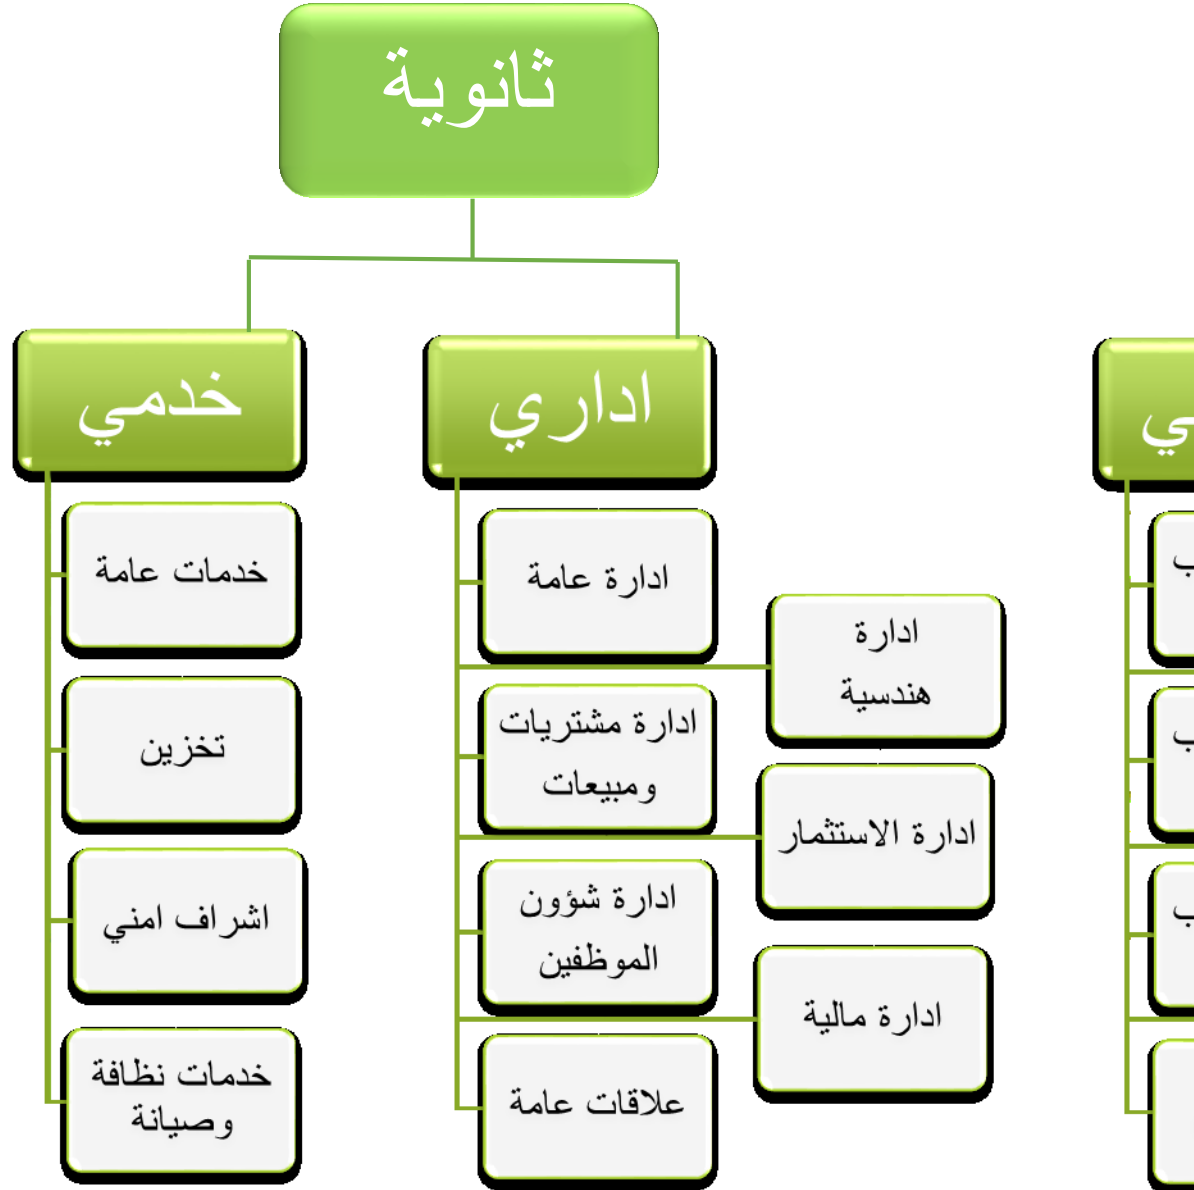 ثانوية
اداري
خدمي
ادارة عامة
ادارة
هندسية
ادارة مشتريات
ومبيعات
ادارة الاستثمار
ادارة شؤون
الموظفين
ادارة مالية
علاقات عامة
خدمات عامة
تخزين
اشراف امني
خدمات نظافة
وصيانة